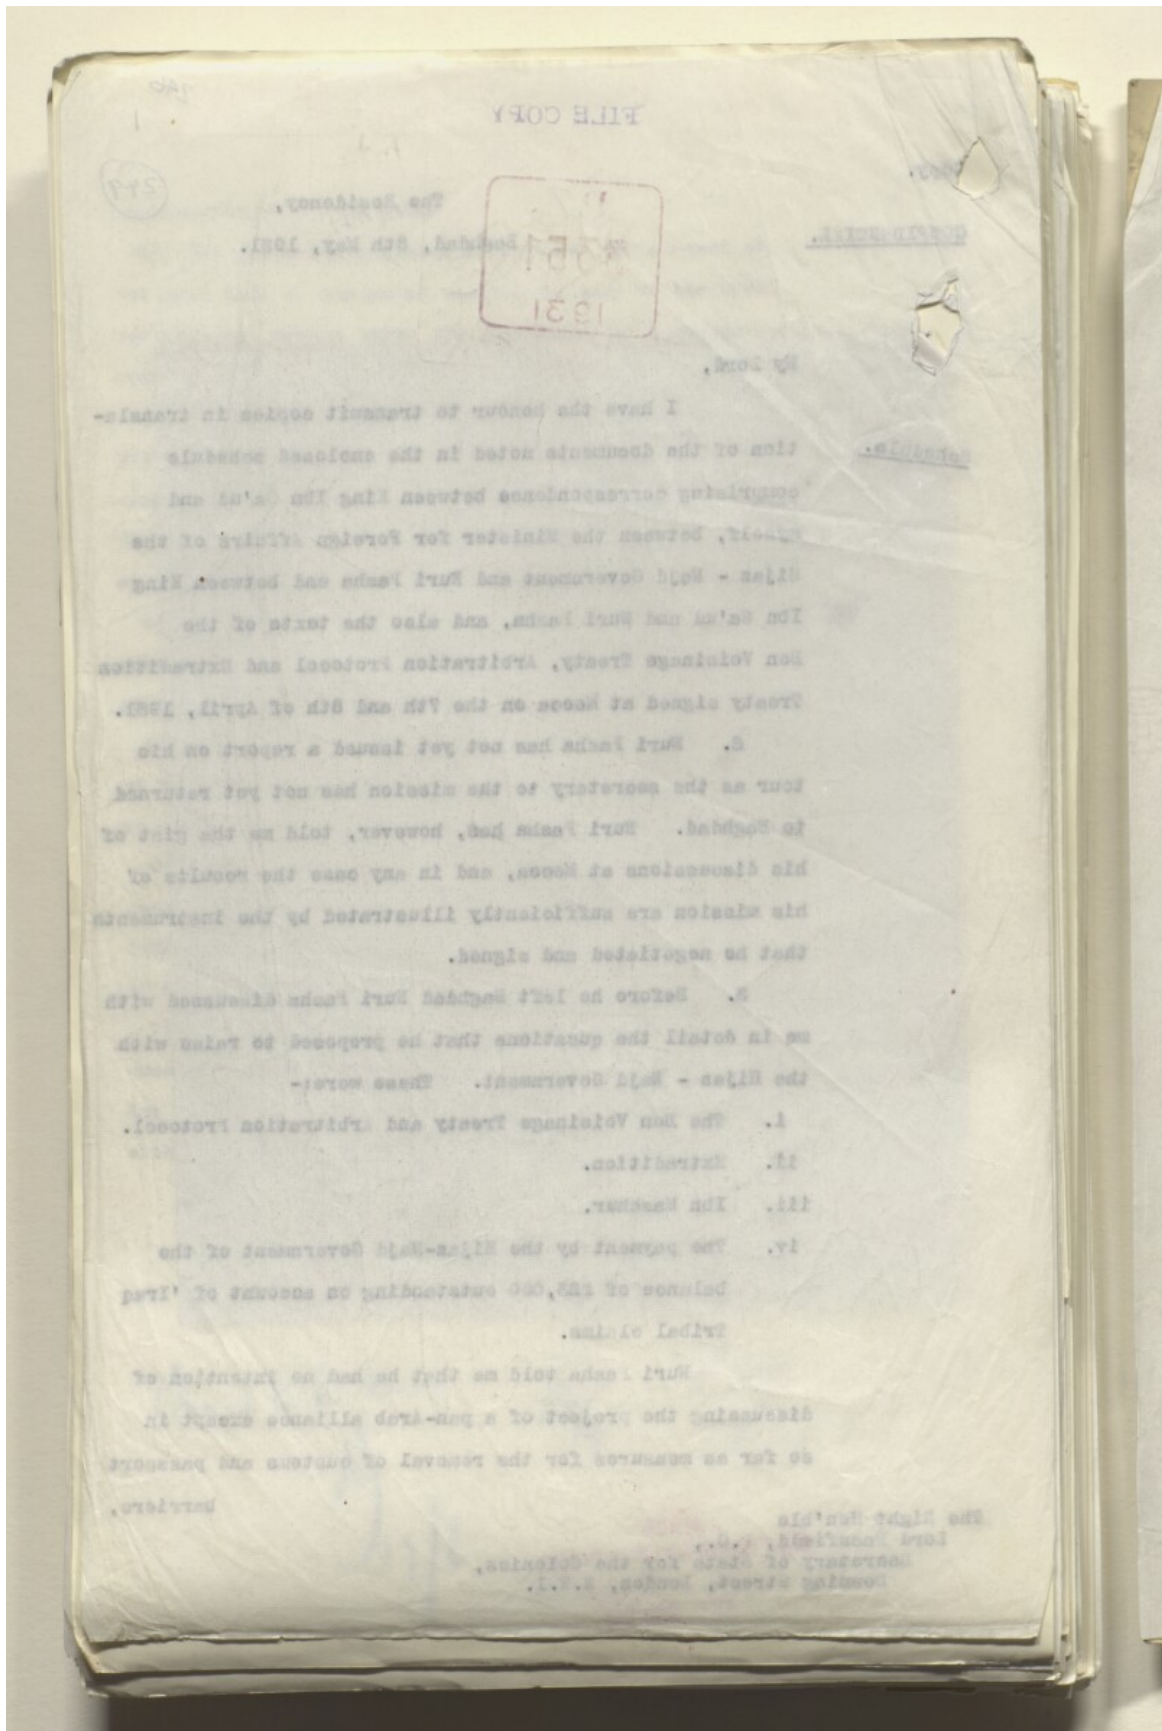 FILE COPY
The Residency,
CONFIDENTIAL.
Baghdad, 8th May, 1931.
1931
My Lord,
I have the honour to transmit copies in transla-
Schedule.
tion of the documents noted in the enclosed schedule
comprising correspondence between King Ibn Sa'ud and
myself, between the Minister for Foreign Affairs of the
Hijaz - Najd Government and Nuri Pasha and between King
Ibn Sa'ud and Nuri Pasha, and also the texts of the
Bon Voisinage Treaty, Arbitration Protocol and Extradition
Treaty signed at Mecca on the 7th and 8th of April, 1931.
2. Nuri Pasha has not yet issued a report on his
tour as the secretary to the mission has not yet returned
to Baghdad. Nuri Pasha has, however, told me the gist of
his discussions at Mecca, and in any case the results of
his mission are sufficiently illustrated by the instruments
that he negotiated and signed.
3. Before he left Baghdad Nuri Pasha discussed with
me in detail the questions that he proposed to raise with
the Hijaz - Najd Government. These were:-
i. The Bon Voisinage Treaty and Arbitration Protocol.
ii. Extradition.
iii. Ibn Mashhur.
iv. The payment by the Hijaz-Najd Government of the
balance of outstanding on account of 'Iraq
Tribal claims.
Nuri Pasha told me that he had no intention of
discussing the project of a pan-Arab alliance except in
so far as measures for the removal of customs and passport
barriers,
The Right Hon'ble
Lord Passfield, P.C.,
Secretary of State for the Colonies,
Downing Street, London, S.W.1.